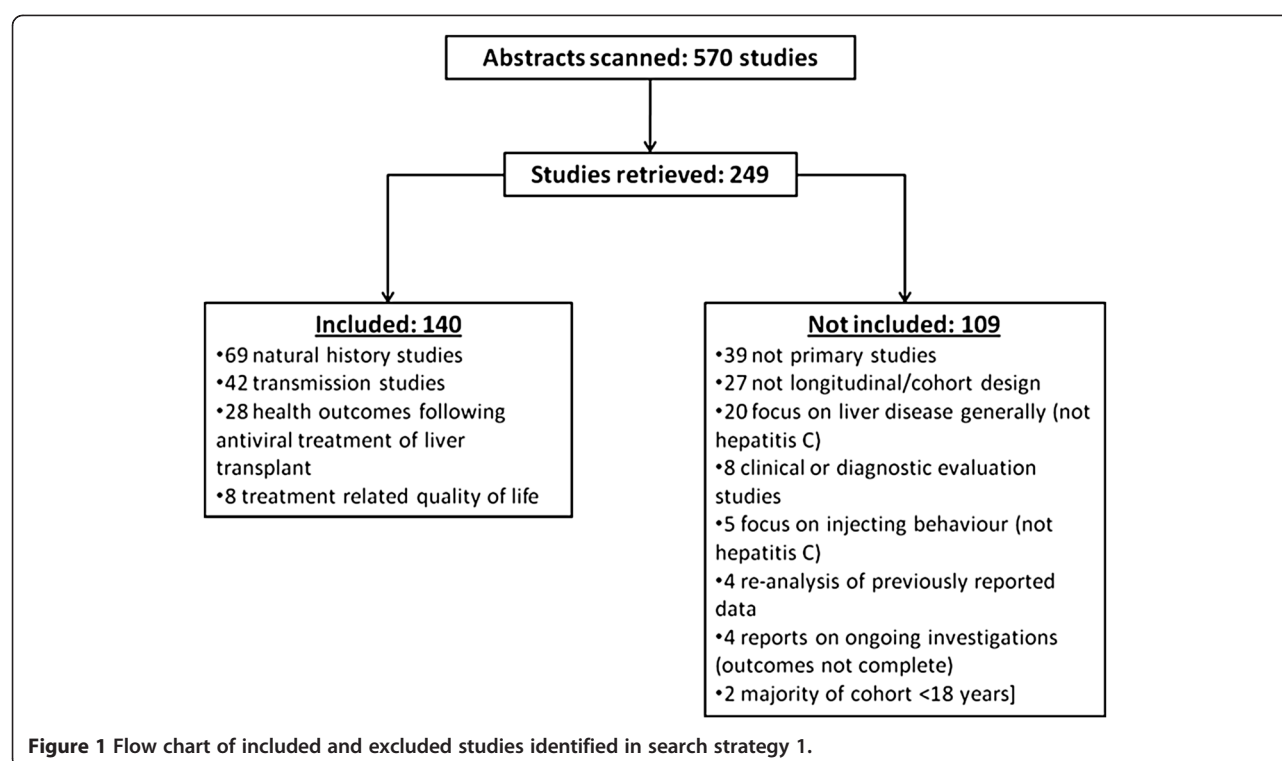 Abstracts scanned: 570 studies
Studies retrieved: 249
Included: 140
•69 natural history studies
•42 transmission studies
•28 health outcomes following
antiviral treatment of liver
transplant
•8 treatment related quality of life
Not included: 109
•39 not primary studies
•27 not longitudinal/cohort design
•20 focus on liver disease generally (not
hepatitis C)
•8 clinical or diagnostic evaluation
studies
•5 focus on injecting behaviour (not
hepatitis C)
•4 re-analysis of previously reported
data
•4 reports on ongoing investigations
(outcomes not complete)
•2 majority of cohort <18 years]
Figure 1 Flow chart of included and excluded studies identified in search strategy 1.